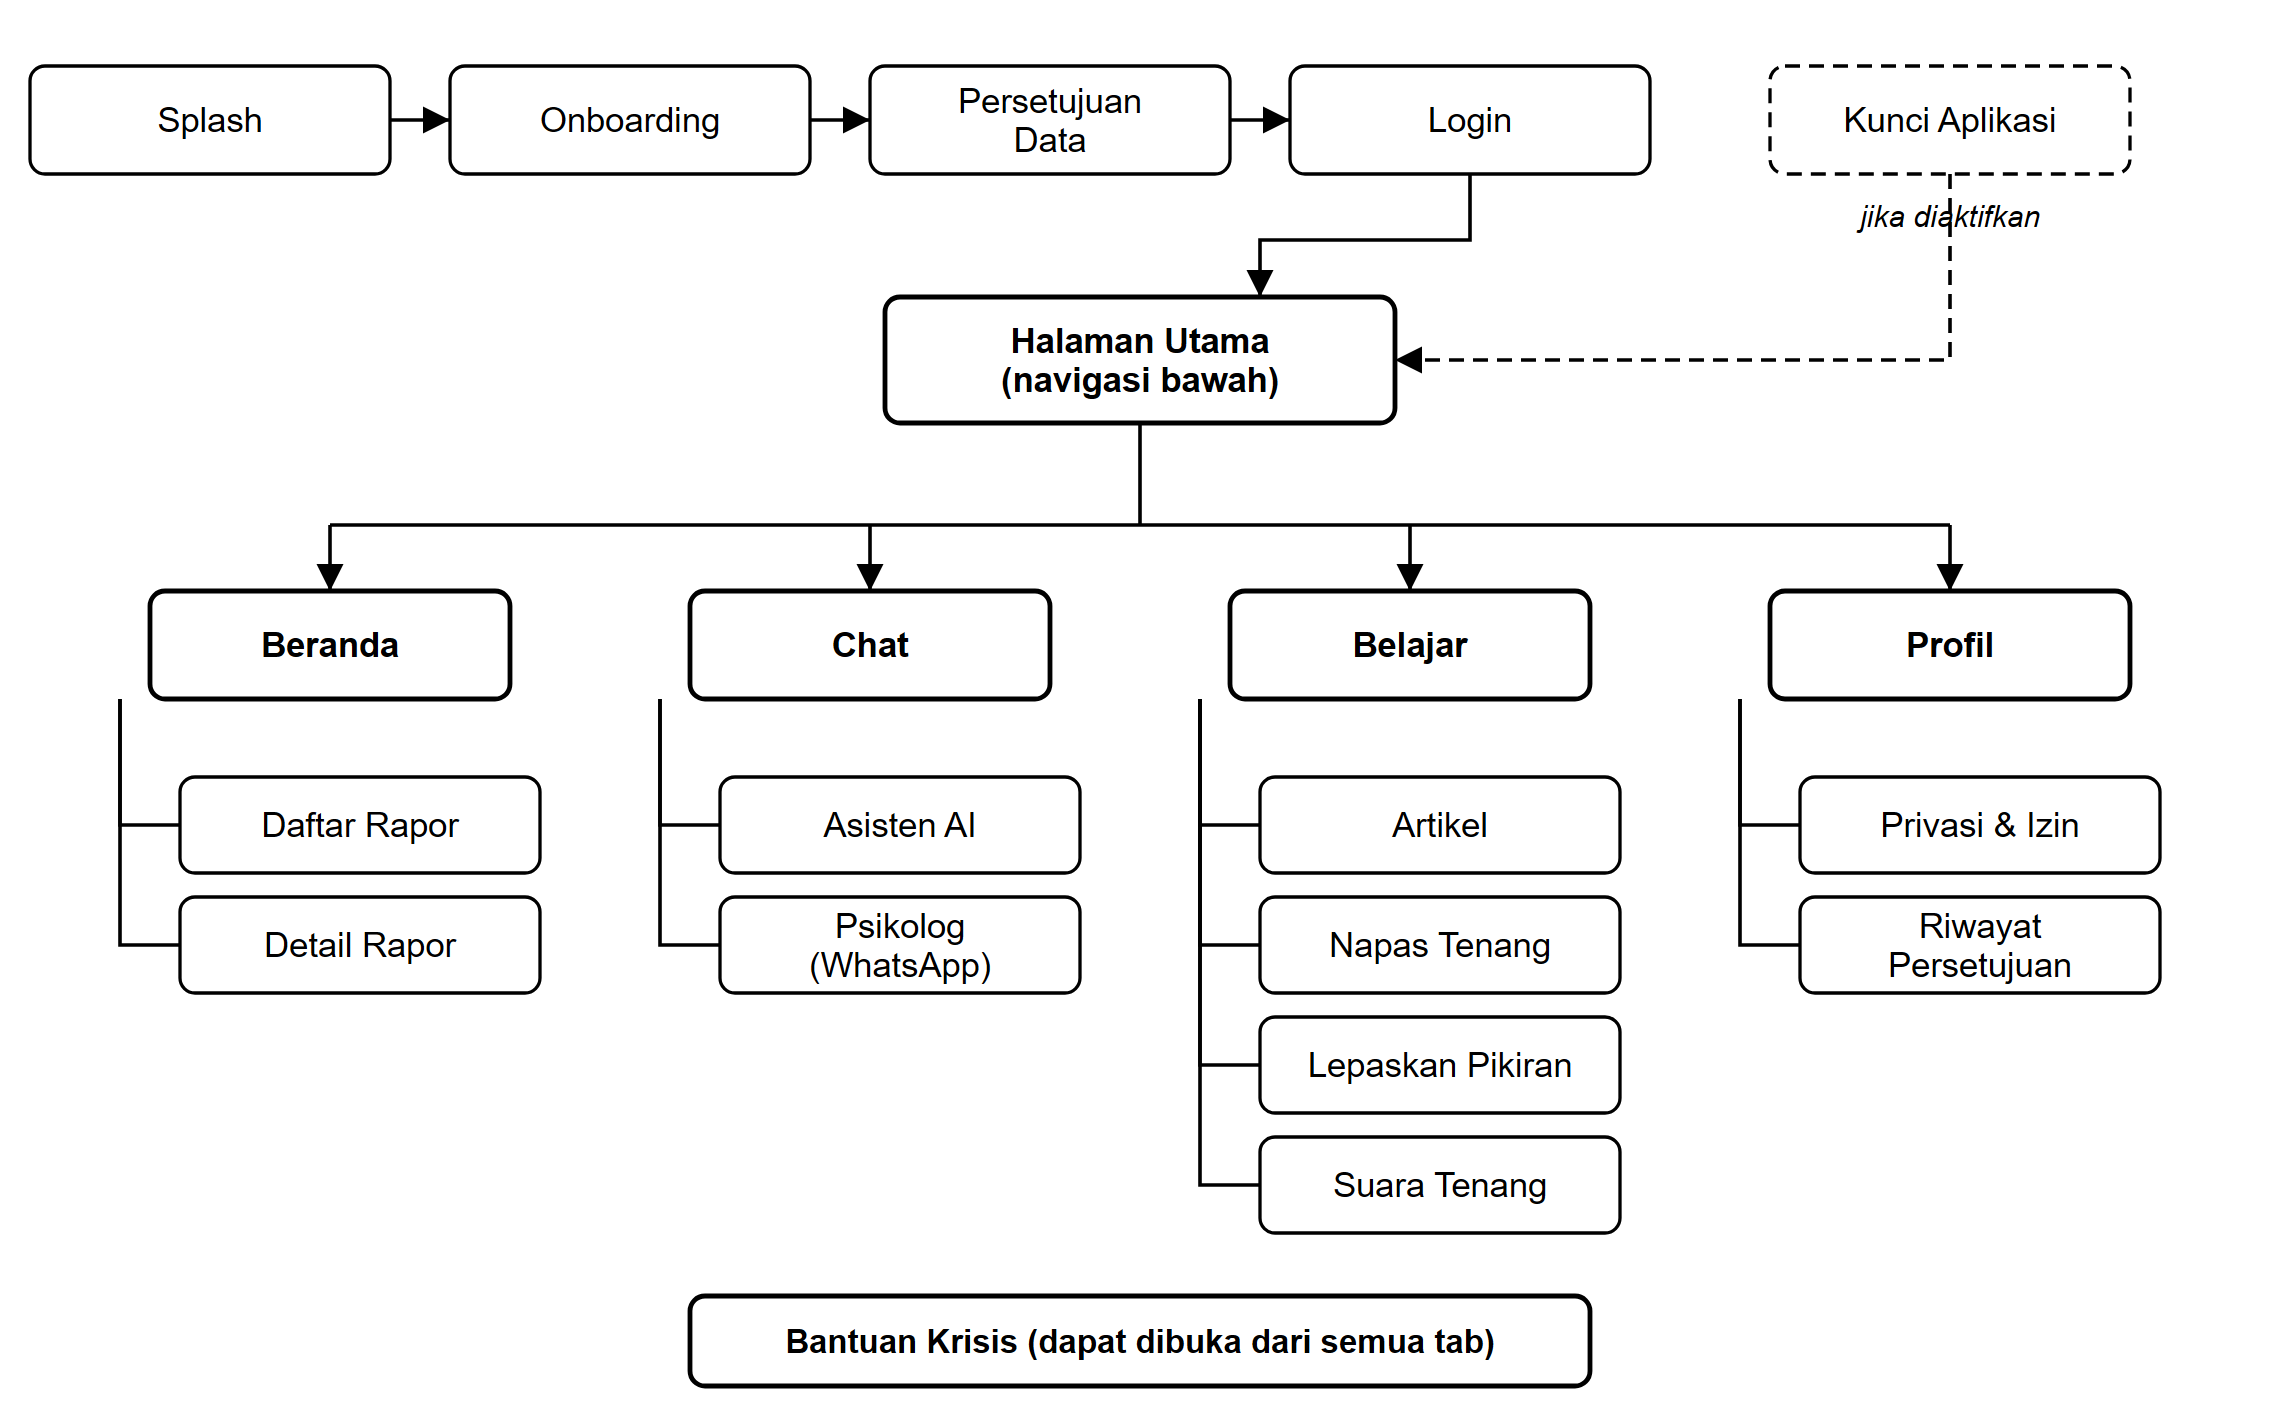 Splash
Onboarding
Persetujuan
Data
Login
Kunci Aplikasi
jika diaktifkan
Halaman Utama
(navigasi bawah)
Beranda
Chat
Belajar
Profil
Daftar Rapor
Asisten AI
Artikel
Privasi & Izin
Detail Rapor
Psikolog
(WhatsApp)
Napas Tenang
Riwayat
Persetujuan
Lepaskan Pikiran
Suara Tenang
Bantuan Krisis (dapat dibuka dari semua tab)